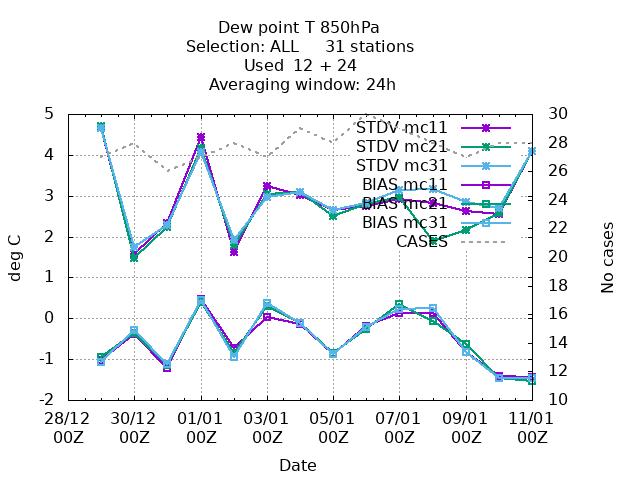 Dew point T 850hPa
Selection: ALL 31 stations
Used 12 + 24
Averaging window: 24h
5
4
3
2
1
0
-1
-2
deg C
30
28
26
24
22
20
18
16
14
12
10
No cases
STDV mc11
STDV mc21
STDV mc31
BIAS mc11
BIAS mc21
BIAS mc31
CASES
28/12 30/12 01/01 03/01 05/01 07/01 09/01 11/01
00Z 00Z 00Z 00Z 00Z 00Z 00Z 00Z
Date